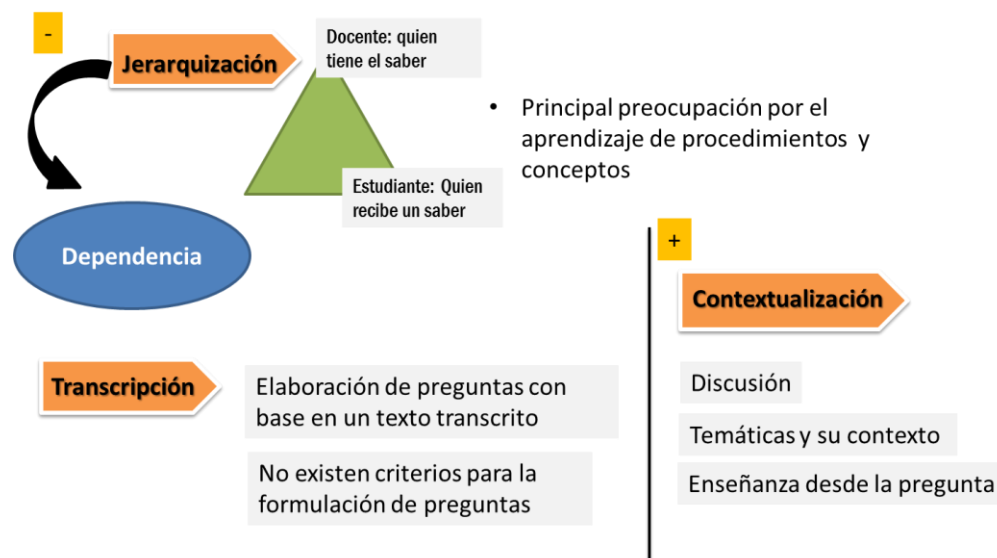 -
Jerarquización
Docente: quien
tiene el saber
• Principal preocupación por el
aprendizaje de procedimientos y
conceptos
Estudiante: Quien
recibe un saber
Dependencia
+
Contextualización
Transcripción
Elaboración de preguntas con
base en un texto transcrito
No existen criterios para la
formulación de preguntas
Discusión
Temáticas y su contexto
Enseñanza desde la pregunta